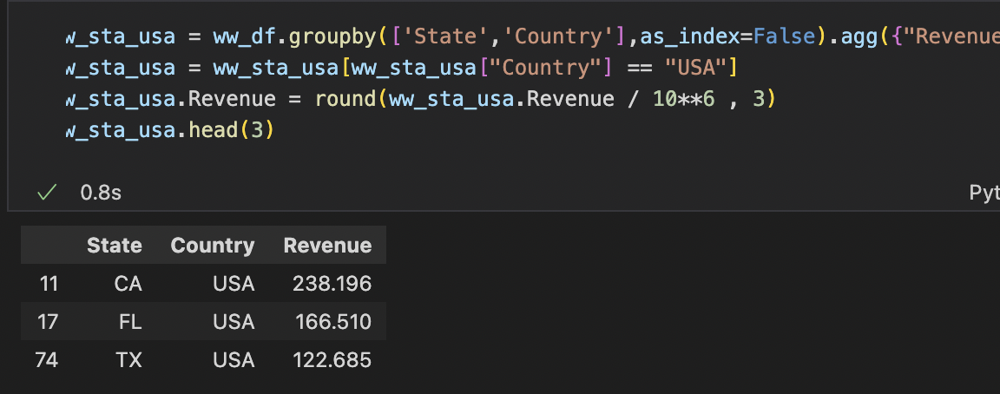 w_sta_usa = ww_df.groupby(['State','Country'],as_index=False).agg({"Revenue
w_sta_usa = ww_sta_usa[ww_sta_usa["Country"] == "USA"]
w_sta_usa.Revenue = round(ww_sta_usa.Revenue / 10**6 , 3)
w_sta_usa.head(3)
0.8s
Pyt
State Country Revenue
11 CA USA 238.196
17 FL USA 166.510
74 TX USA 122.685